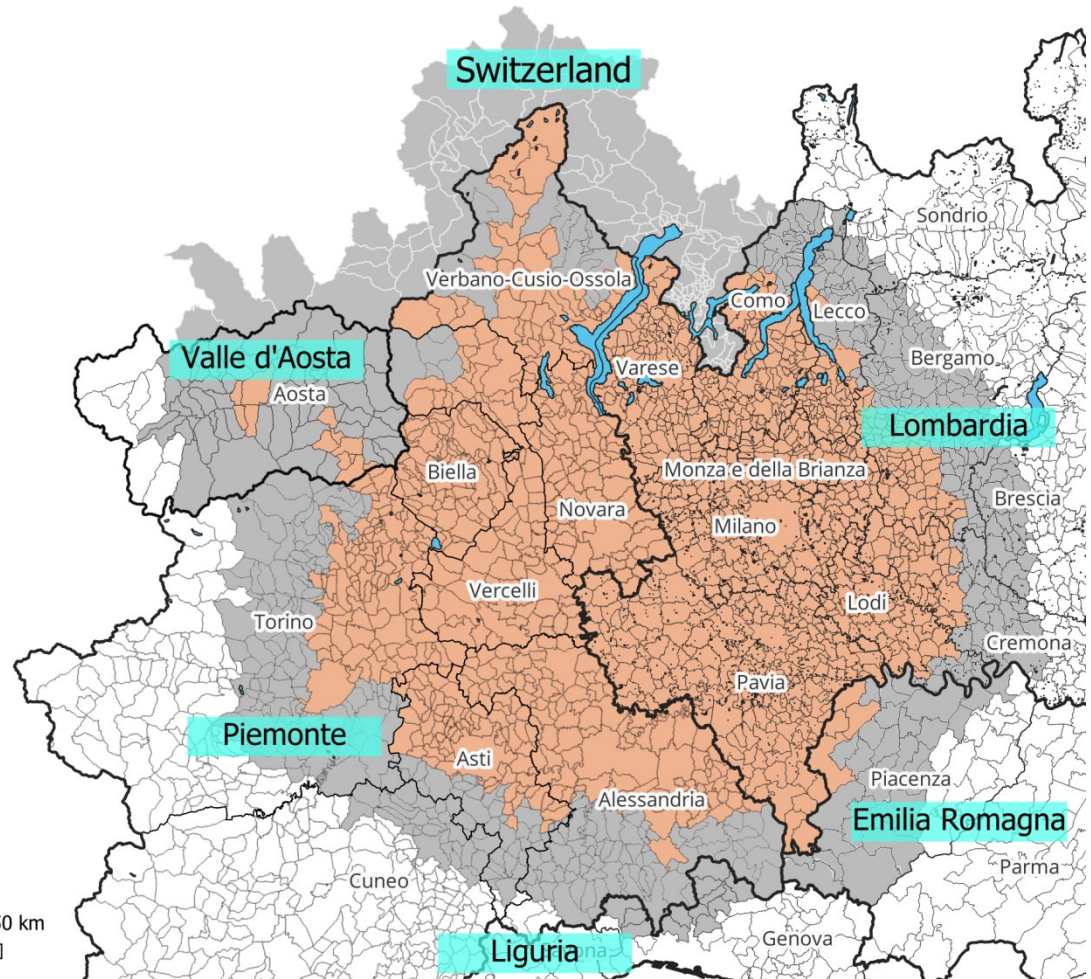 Switzerland
Sondrio
Verbano-Cusio-Ossola
Como
Lecco
Valle d'Aosta
Aosta
Varese
Bergamo
Lombardia
Biella
Monza e della Brianza
Brescia
Novara
Milano
Vercelli
Lodi
Torino
Cremona
Pavia
Piemonte
Asti
Piacenza
Alessandria
Emilia Romagna
Parma
Cuneo
km
Genova
Liguria